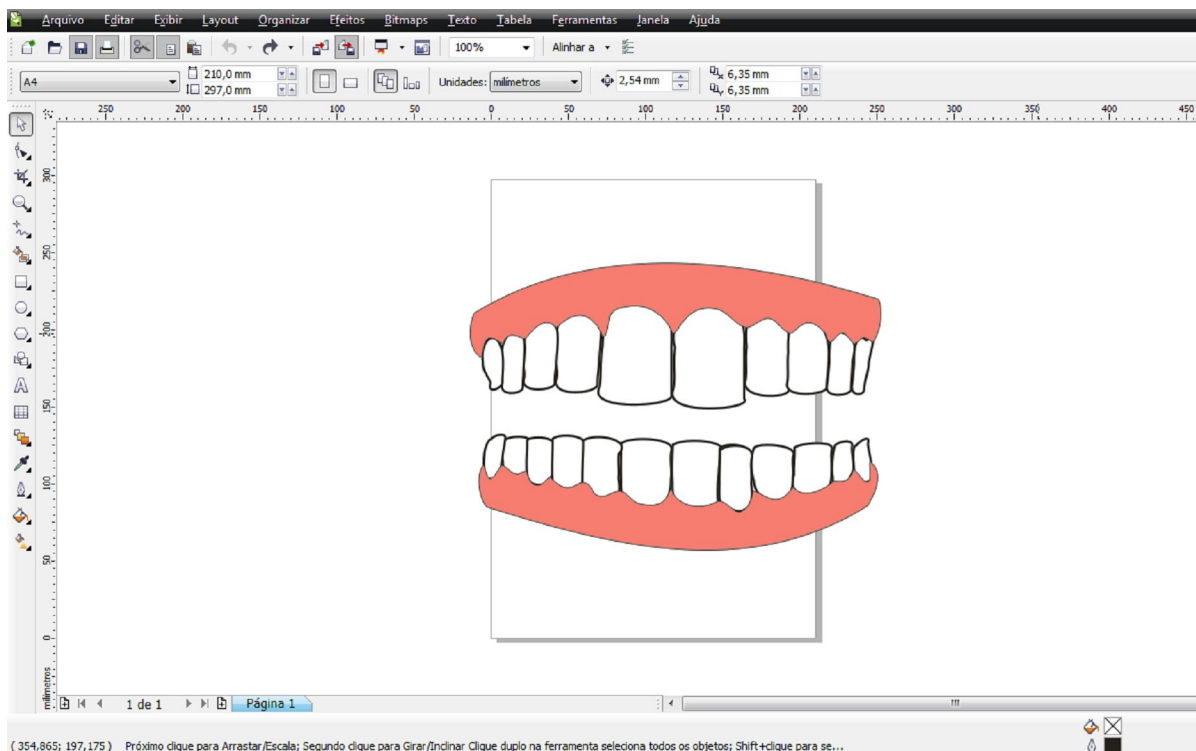 Arquivo Editar Exibir Layout Organizar Efeitos Bitmaps Texto Tabela Ferramentas Janela Ajuda
100% Alinhar a
A4 210,0 mm 297,0 mm Unidades: milímetros 2,54 mm x 6,35 mm y 6,35 mm
250 200 150 100 50 0 50 100 150 200 250 300 350 400 450
300
250
200
150
100
50
0
milímetros
1 de 1 Página 1
( 354,865; 197,175 ) Próximo clique para Arrastar/Escala; Segundo clique para Girar/Inclinar Clique duplo na ferramenta seleciona todos os objetos; Shift+clique para se...